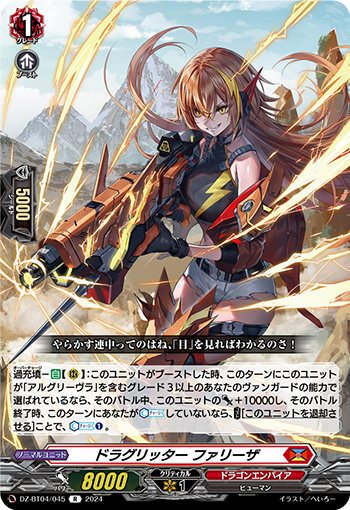 1
グレード
ブースト
5000
シールド
やらかす連中ってのはね、「目」を見ればわかるのさ！
オーバーチャージ
過充填・自【(R)】：このユニットがブーストした時、このターンにこのユニット
が「アルグリーヴラ」を含むグレード３以上のあなたのヴァンガードの能力で
選ばれているなら、そのバトル中、このユニットの+10000し、そのバトル
終了時、このターンにあなたがしていないなら、[このユニットを退却
させる]ことで、1。
ノーマルユニット
ドラグリッター ファリーザ
パワー
8000
クリティカル
1
ドラゴンエンパイア
ヒューマン
DZ-BT04/045 R 2024
イラスト／へいろー